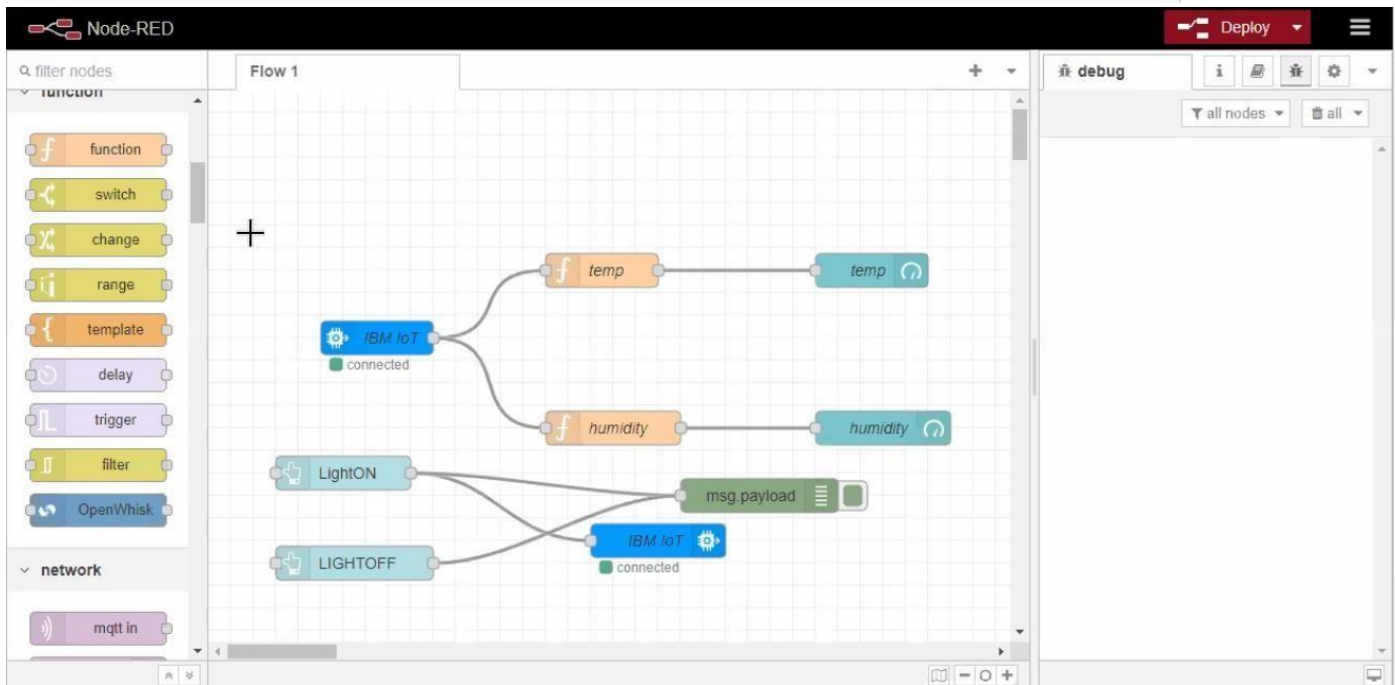 Node-RED
Deploy
filter nodes
Flow 1
debug
i
all nodes
all
function
function
switch
change
range
template
delay
trigger
filter
OpenWhisk
network
mqtt in
temp
temp
IBM IoT
connected
humidity
humidity
LightON
msg.payload
IBM IoT
connected
LIGHTOFF